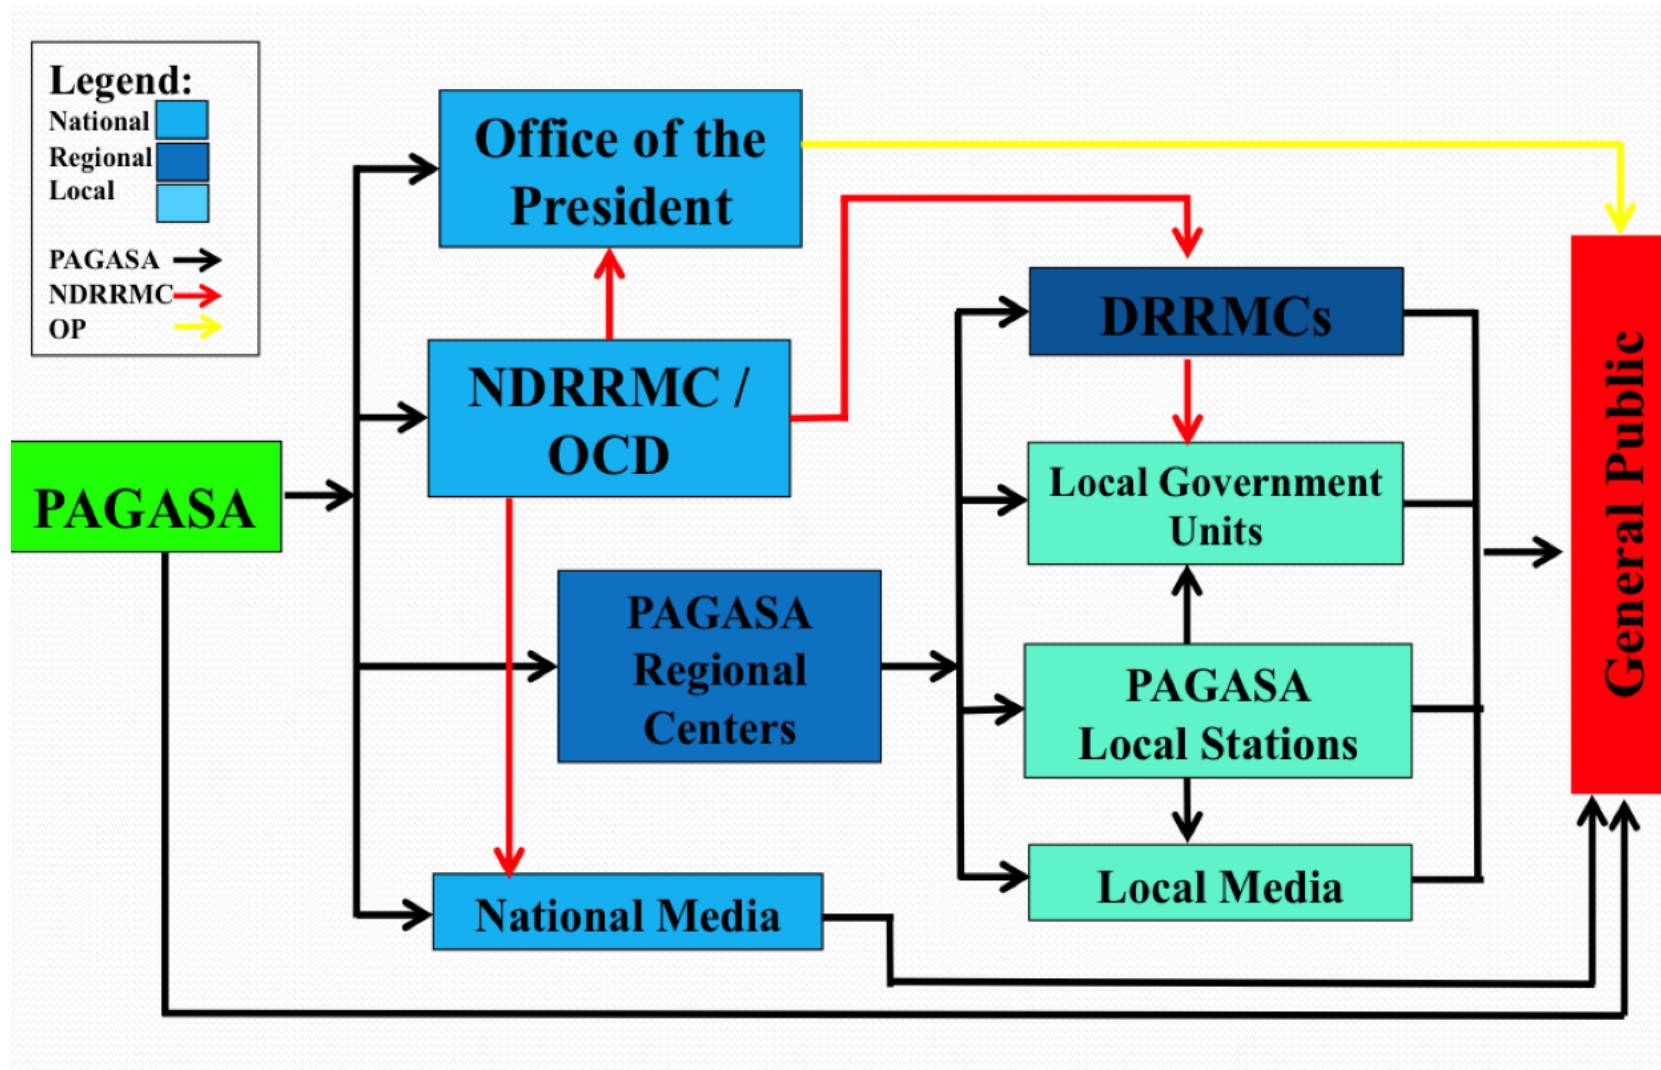 Legend:
National
Regional
Local
PAGASA
NDRRMC
OP
PAGASA
Office of the
President
NDRRMC /
OCD
PAGASA
Regional
Centers
National Media
DRRMCs
Local Government
Units
PAGASA
Local Stations
Local Media
General Public